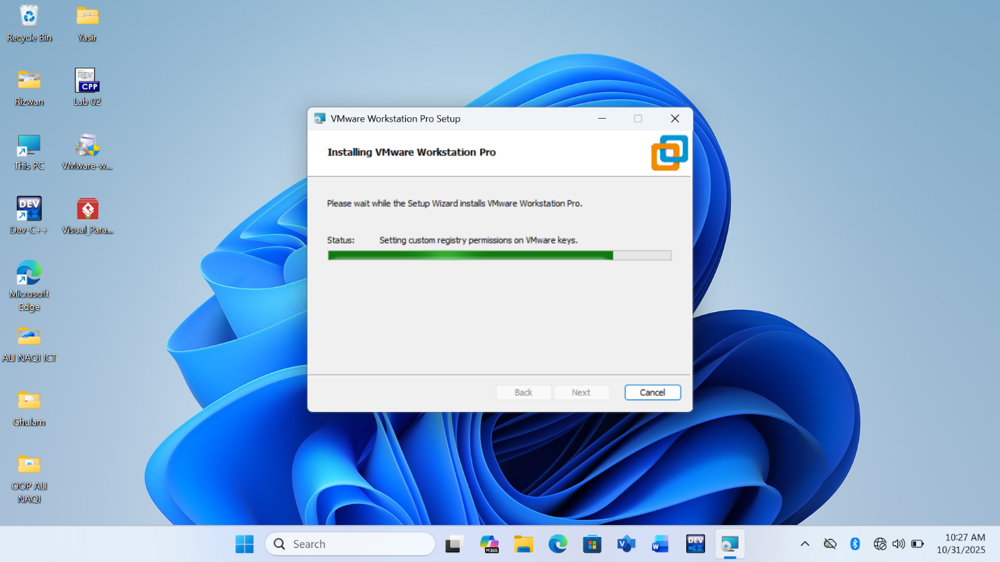 Recycle Bin
Yasir
Rizwan
Lab 02
DEV
CPP
This PC
VMware-w...
DEV
C++
Dev-C++
Visual_Para...
Microsoft
Edge
ALI NAQI ICT
Ghulam
OOP ALI
NAQI
VMware Workstation Pro Setup
Installing VMware Workstation Pro
Please wait while the Setup Wizard installs VMware Workstation Pro.
Status: Setting custom registry permissions on VMware keys.
Back Next Cancel
Search
M365
V
W
DEV
C++
10:27 AM
10/31/2025